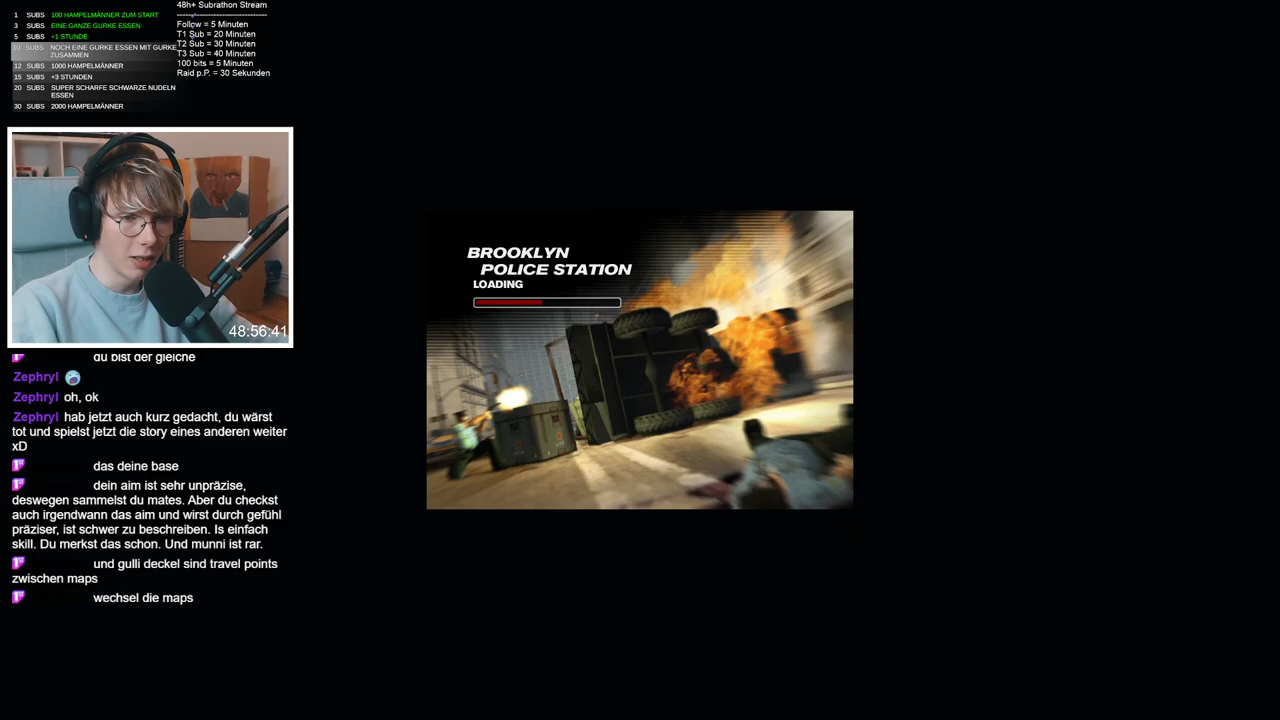 48h+ Subrathon Stream
1 SUBS 100 HAMPELMÄNNER ZUM START
3 SUBS EINE GANZE GURKE ESSEN
5 SUBS +1 STUNDE
10 SUBS NOCH EINE GURKE ESSEN MIT GURKE
ZUSAMMEN
12 SUBS 1000 HAMPELMÄNNER
15 SUBS +3 STUNDEN
20 SUBS SUPER SCHARFE SCHWARZE NUDELN
ESSEN
30 SUBS 2000 HAMPELMÄNNER
Follow = 5 Minuten
T1 Sub = 20 Minuten
T2 Sub = 30 Minuten
T3 Sub = 40 Minuten
100 bits = 5 Minuten
Raid p.P. = 30 Sekunden
48:56:41
BROOKLYN
POLICE STATION
LOADING
du bist der gleiche
Zephryl
Zephryl oh, ok
Zephryl hab jetzt auch kurz gedacht, du wärst
tot und spielst jetzt die story eines anderen weiter
xD
das deine base
dein aim ist sehr unpräzise,
deswegen sammelst du mates. Aber du checkst
auch irgendwann das aim und wirst durch gefühl
präziser, ist schwer zu beschreiben. Is einfach
skill. Du merkst das schon. Und munni ist rar.
und gulli deckel sind travel points
zwischen maps
wechsel die maps